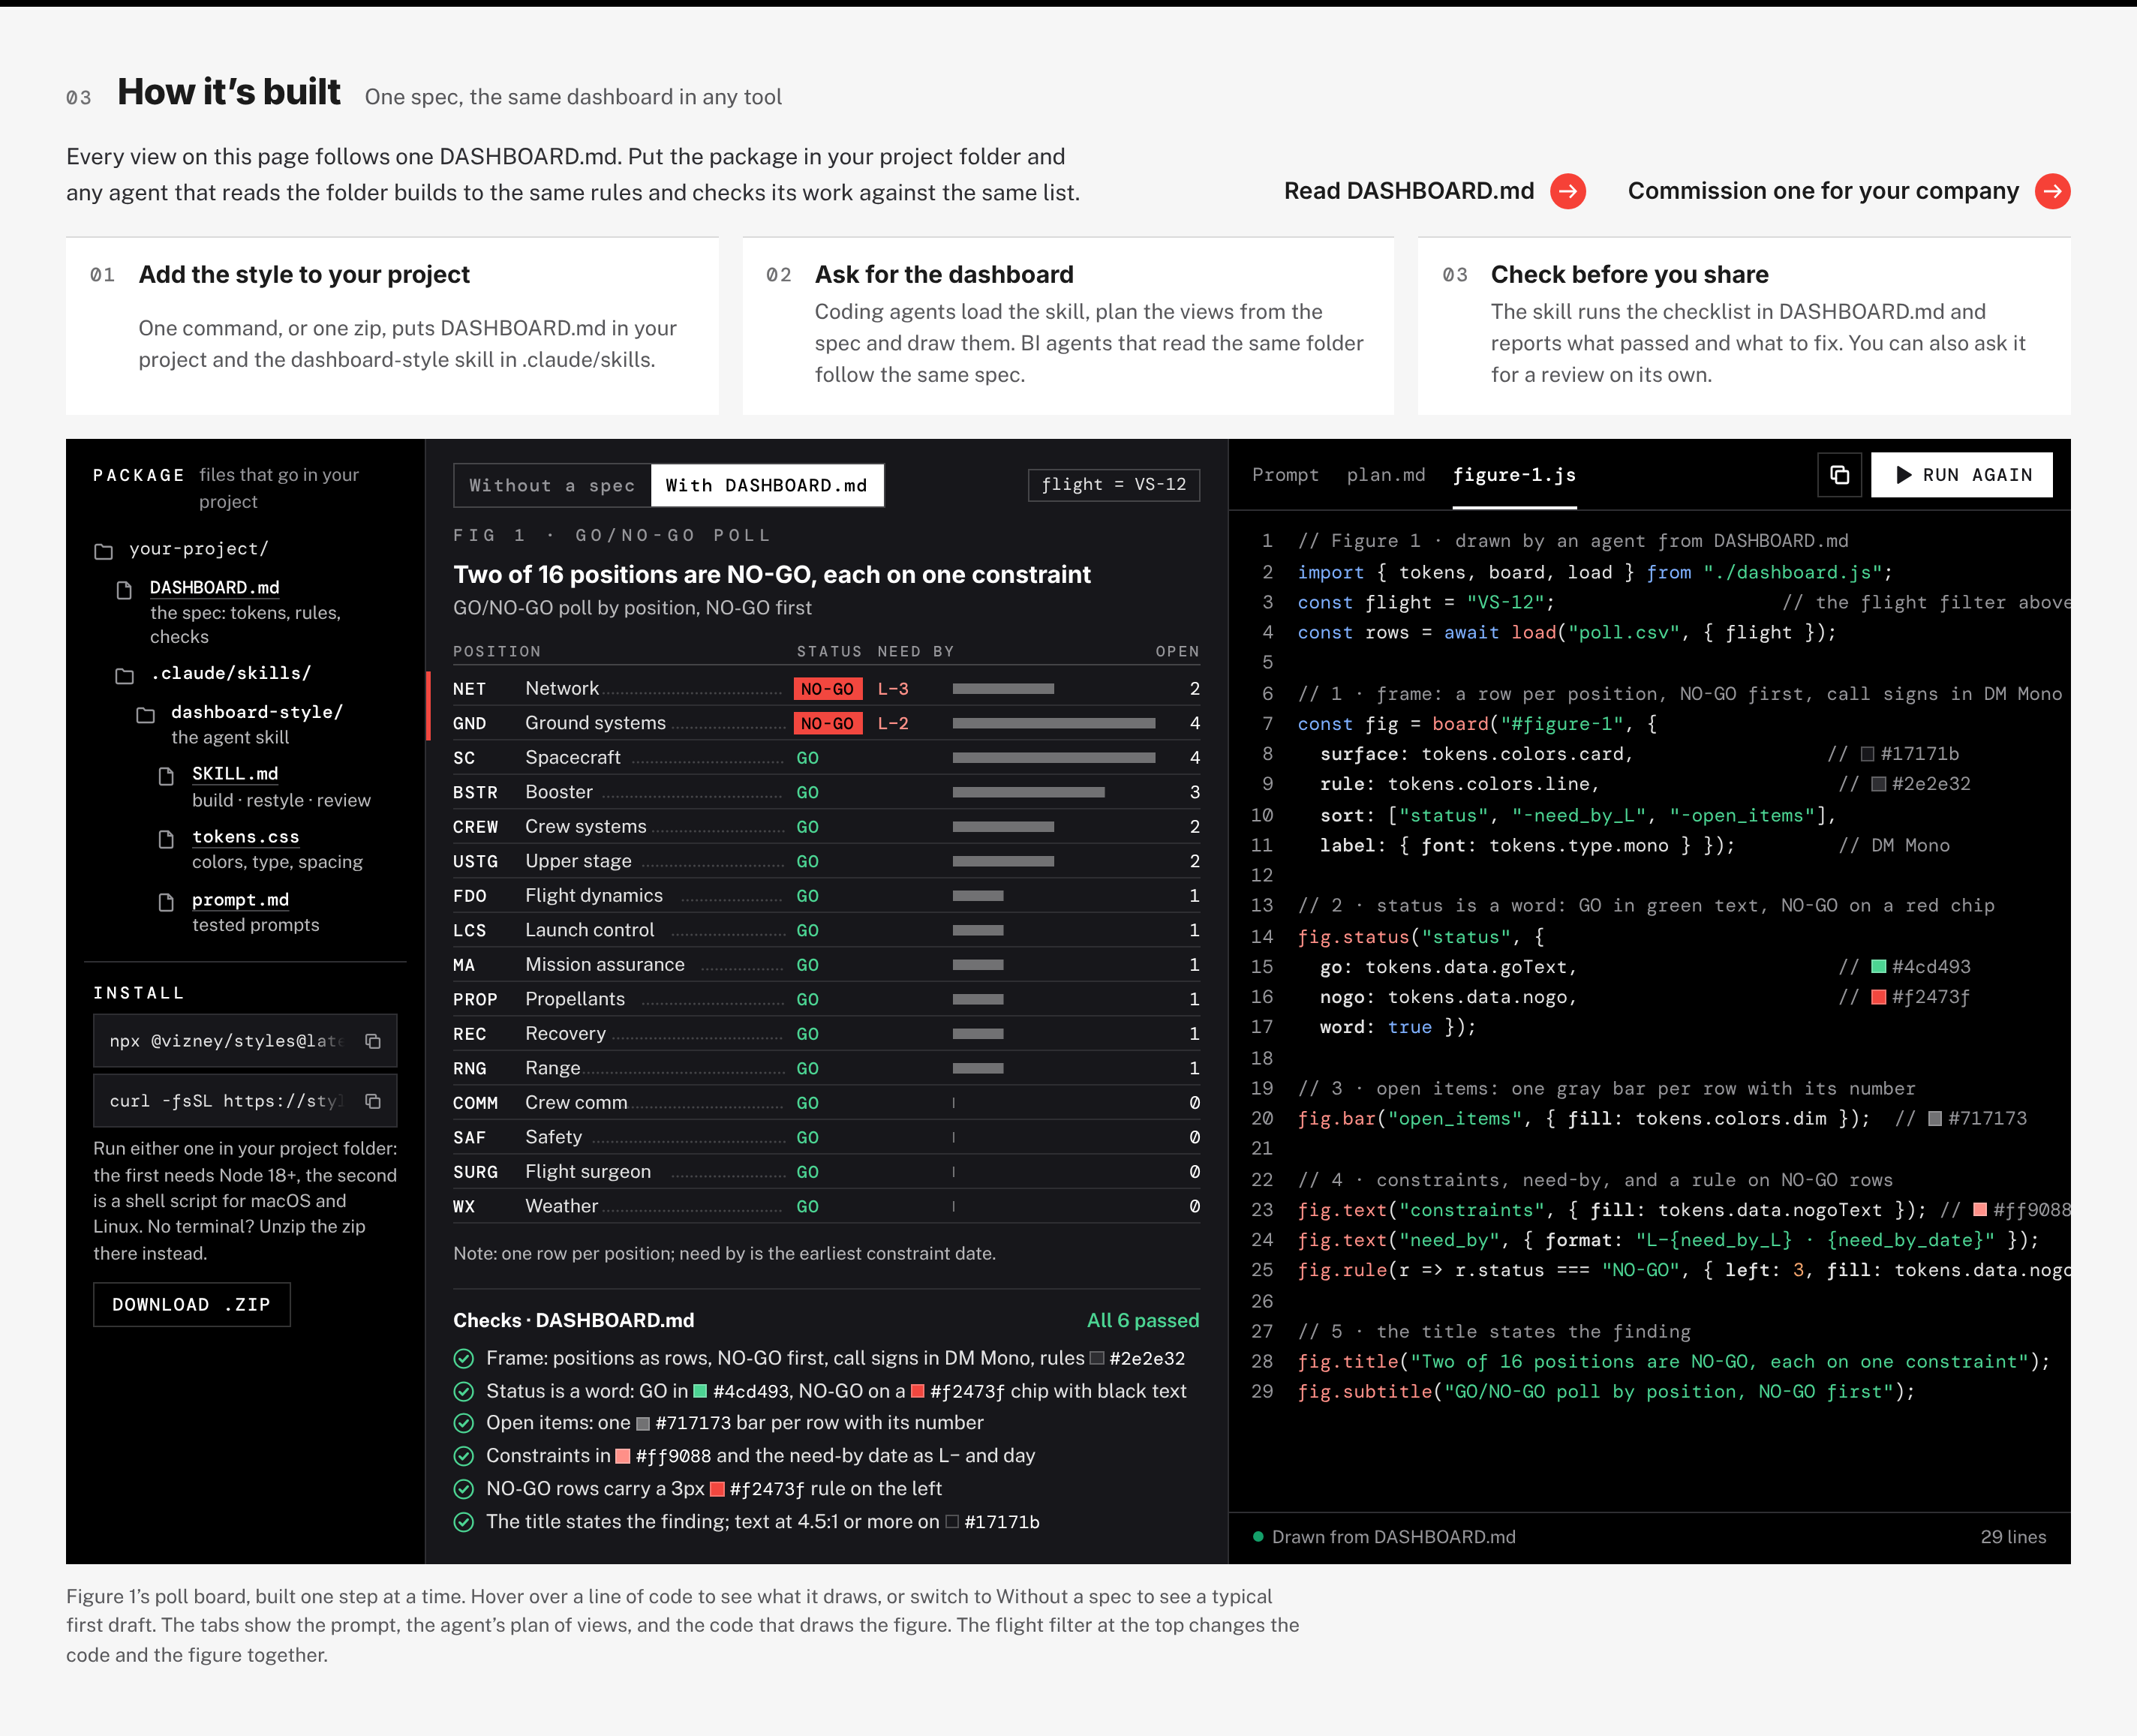 03 How it’s built One spec, the same dashboard in any tool
Every view on this page follows one DASHBOARD.md. Put the package in your project folder and
any agent that reads the folder builds to the same rules and checks its work against the same list.
Read DASHBOARD.md
Commission one for your company
01 Add the style to your project
One command, or one zip, puts DASHBOARD.md in your
project and the dashboard-style skill in .claude/skills.
02 Ask for the dashboard
Coding agents load the skill, plan the views from the
spec and draw them. BI agents that read the same folder
follow the same spec.
03 Check before you share
The skill runs the checklist in DASHBOARD.md and
reports what passed and what to fix. You can also ask it
for a review on its own.
PACKAGE files that go in your
project
your-project/
DASHBOARD.md
the spec: tokens, rules,
checks
.claude/skills/
dashboard-style/
the agent skill
SKILL.md
build · restyle · review
tokens.css
colors, type, spacing
prompt.md
tested prompts
INSTALL
npx @vizney/styles@late
curl -fsSL https://sty
Run either one in your project folder:
the first needs Node 18+, the second
is a shell script for macOS and
Linux. No terminal? Unzip the zip
there instead.
DOWNLOAD .ZIP
Without a spec With DASHBOARD.md
flight = VS-12
FIG 1 · GO/NO-GO POLL
Two of 16 positions are NO-GO, each on one constraint
GO/NO-GO poll by position, NO-GO first
POSITION STATUS NEED BY OPEN
NET Network NO-GO L−3 2
GND Ground systems NO-GO L−2 4
SC Spacecraft GO 4
BSTR Booster GO 3
CREW Crew systems GO 2
USTG Upper stage GO 2
FDO Flight dynamics GO 1
LCS Launch control GO 1
MA Mission assurance GO 1
PROP Propellants GO 1
REC Recovery GO 1
RNG Range GO 1
COMM Crew comm GO 0
SAF Safety GO 0
SURG Flight surgeon GO 0
WX Weather GO 0
Note: one row per position; need by is the earliest constraint date.
Checks · DASHBOARD.md All 6 passed
Frame: positions as rows, NO-GO first, call signs in DM Mono, rules #2e2e32
Status is a word: GO in #4cd493, NO-GO on a #f2473f chip with black text
Open items: one #717173 bar per row with its number
Constraints in #ff9088 and the need-by date as L− and day
NO-GO rows carry a 3px #f2473f rule on the left
The title states the finding; text at 4.5:1 or more on #17171b
Prompt plan.md figure-1.js
RUN AGAIN
1 // Figure 1 · drawn by an agent from DASHBOARD.md
2 import { tokens, board, load } from "./dashboard.js";
3 const flight = "VS-12"; // the flight filter above
4 const rows = await load("poll.csv", { flight });
5
6 // 1 · frame: a row per position, NO-GO first, call signs in DM Mono
7 const fig = board("#figure-1", {
8 surface: tokens.colors.card, // #17171b
9 rule: tokens.colors.line, // #2e2e32
10 sort: ["status", "-need_by_L", "-open_items"],
11 label: { font: tokens.type.mono } }); // DM Mono
12
13 // 2 · status is a word: GO in green text, NO-GO on a red chip
14 fig.status("status", {
15 go: tokens.data.goText, // #4cd493
16 nogo: tokens.data.nogo, // #f2473f
17 word: true });
18
19 // 3 · open items: one gray bar per row with its number
20 fig.bar("open_items", { fill: tokens.colors.dim }); // #717173
21
22 // 4 · constraints, need-by, and a rule on NO-GO rows
23 fig.text("constraints", { fill: tokens.data.nogoText }); // #ff9088
24 fig.text("need_by", { format: "L−{need_by_L} · {need_by_date}" });
25 fig.rule(r => r.status === "NO-GO", { left: 3, fill: tokens.data.nogo
26
27 // 5 · the title states the finding
28 fig.title("Two of 16 positions are NO-GO, each on one constraint");
29 fig.subtitle("GO/NO-GO poll by position, NO-GO first");
Drawn from DASHBOARD.md 29 lines
Figure 1’s poll board, built one step at a time. Hover over a line of code to see what it draws, or switch to Without a spec to see a typical
first draft. The tabs show the prompt, the agent’s plan of views, and the code that draws the figure. The flight filter at the top changes the
code and the figure together.